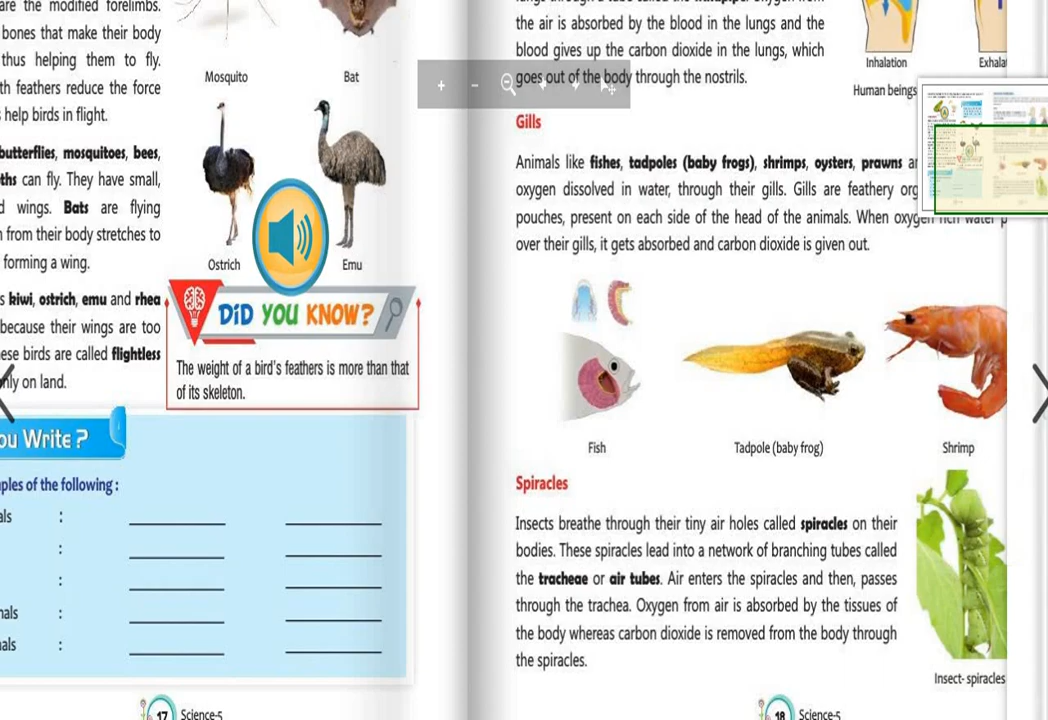 are the modified forelimbs.
bones that make their body
thus helping them to fly.
th feathers reduce the force
help birds in flight.
Mosquito
Bat
butterflies, mosquitoes, bees,
ths can fly. They have small,
d wings. Bats are flying
from their body stretches to
forming a wing.
Ostrich
Emu
s kiwi, ostrich, emu and rhea
because their wings are too
ese birds are called flightless
nly on land.
DiD YOU KNOW?
The weight of a bird's feathers is more than that
of its skeleton.
ou Write ?
ples of the following :
als :
:
:
nals :
als :
17 Science-5
the air is absorbed by the blood in the lungs and the
blood gives up the carbon dioxide in the lungs, which
goes out of the body through the nostrils.
Inhalation
Exhala
Human beings
Gills
Animals like fishes, tadpoles (baby frogs), shrimps, oysters, prawns ar
oxygen dissolved in water, through their gills. Gills are feathery org
pouches, present on each side of the head of the animals. When oxygen rich water p
over their gills, it gets absorbed and carbon dioxide is given out.
Fish
Tadpole (baby frog)
Shrimp
Spiracles
Insects breathe through their tiny air holes called spiracles on their
bodies. These spiracles lead into a network of branching tubes called
the tracheae or air tubes. Air enters the spiracles and then, passes
through the trachea. Oxygen from air is absorbed by the tissues of
the body whereas carbon dioxide is removed from the body through
the spiracles.
Insect- spiracles
18 Science-5